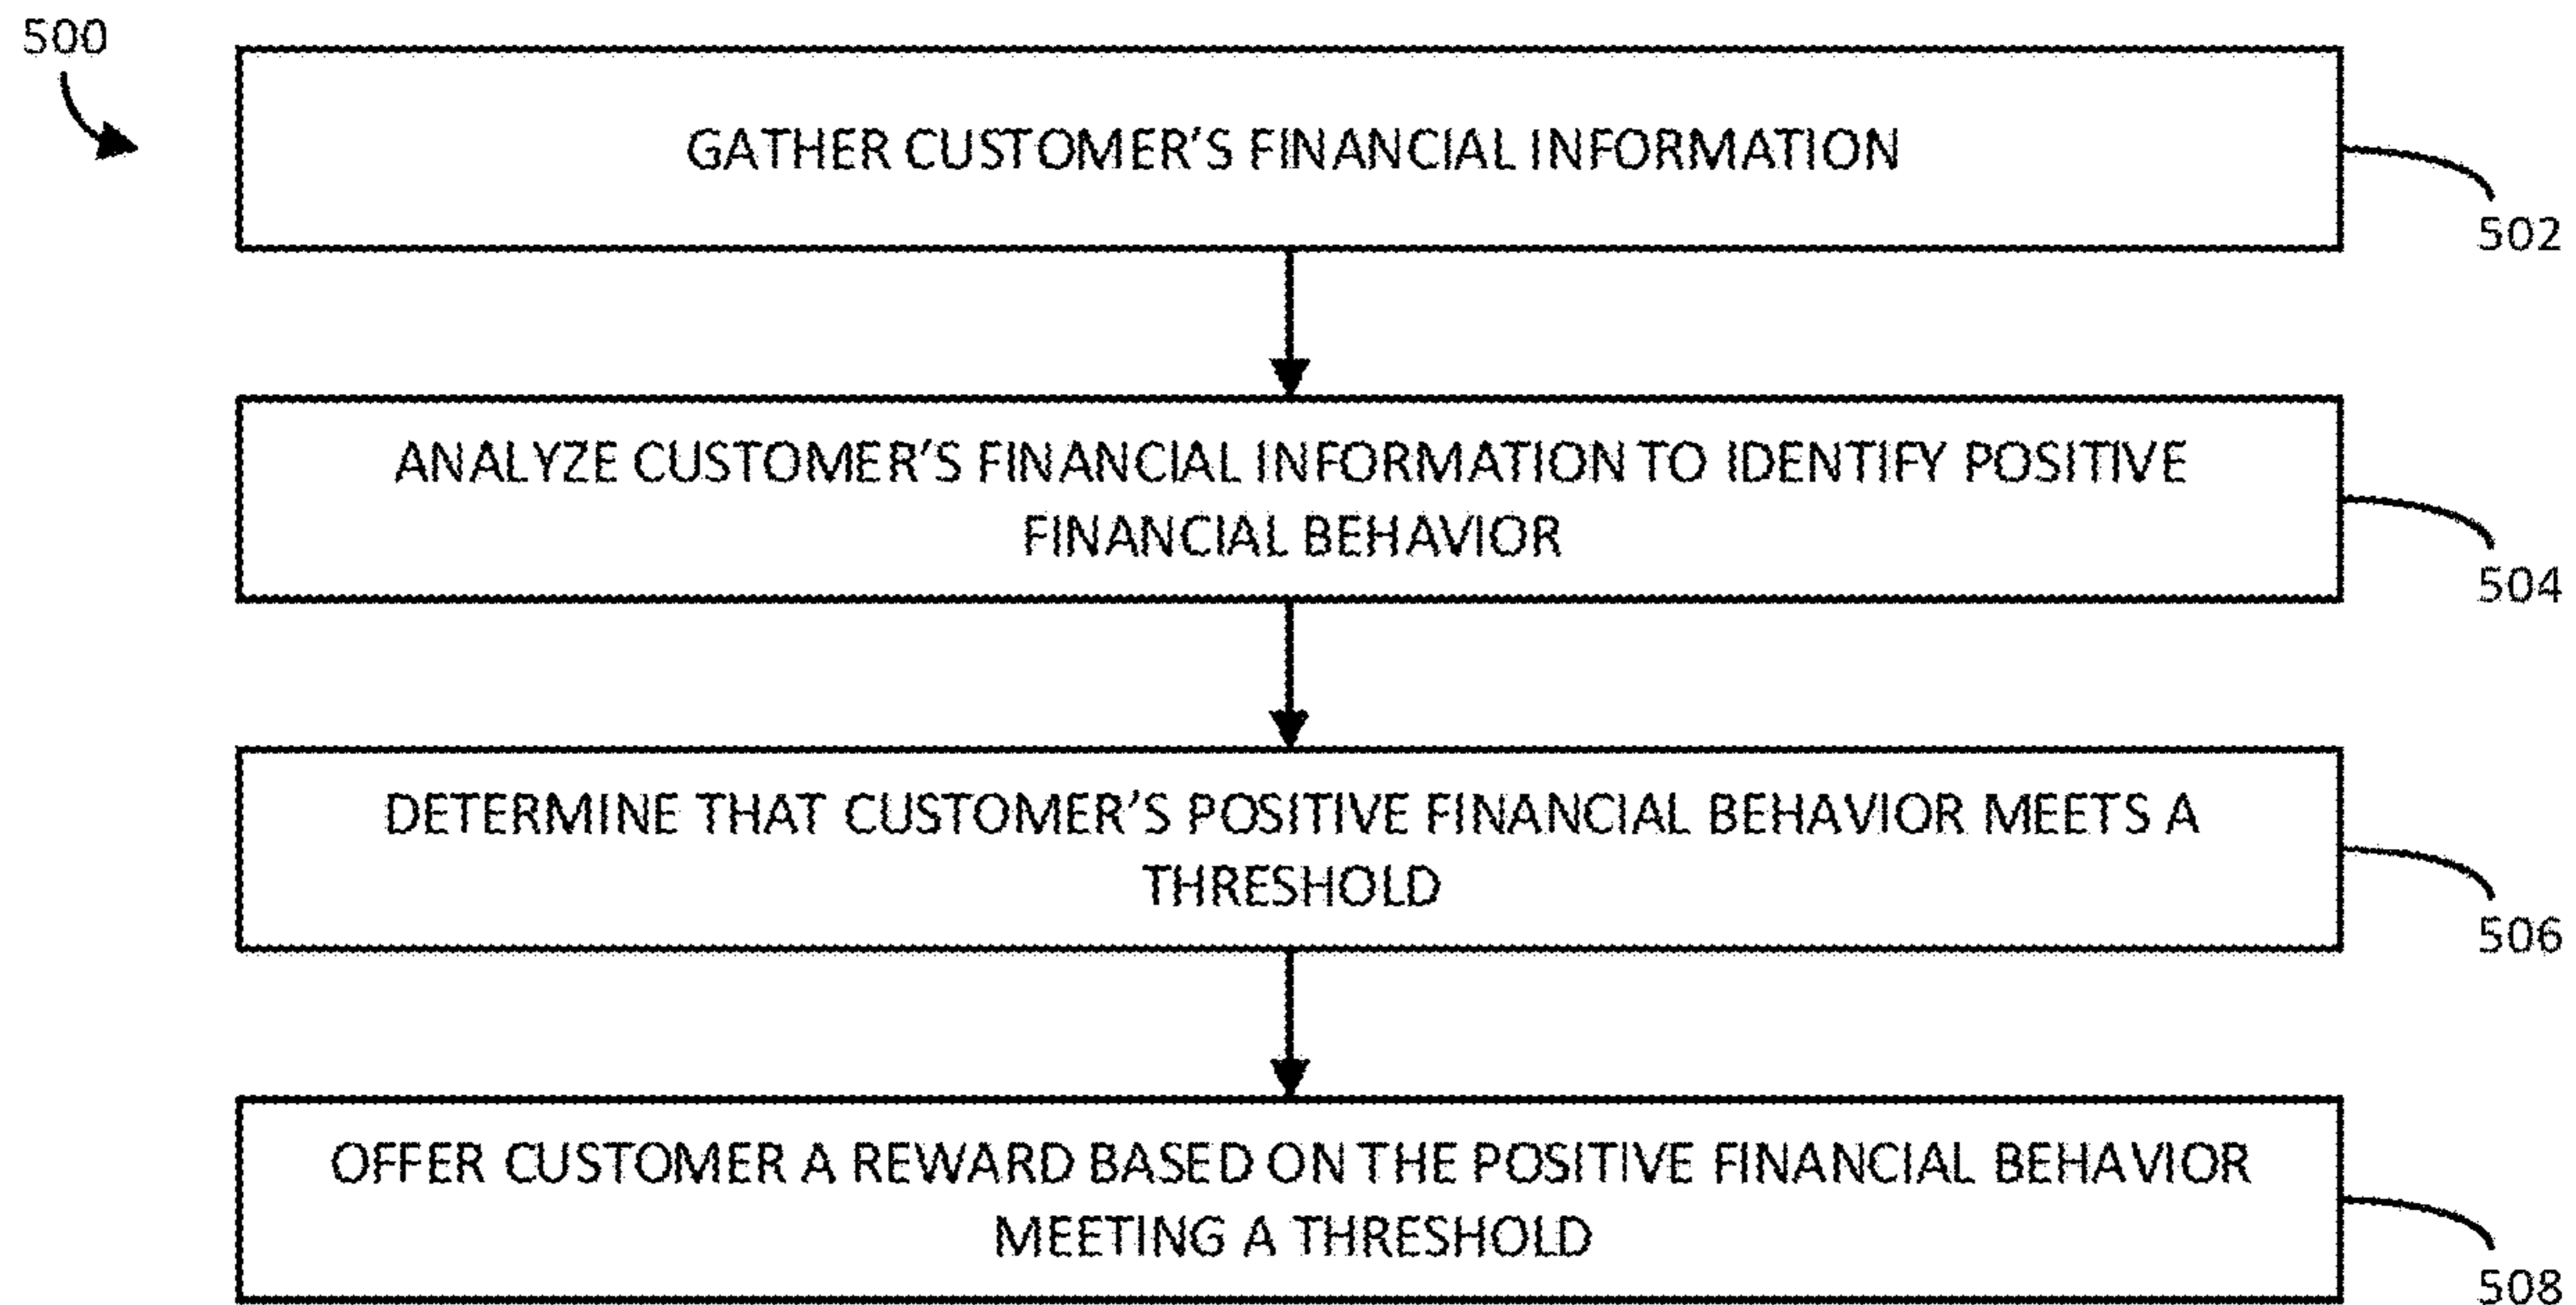 500
GATHER CUSTOMER'S FINANCIAL INFORMATION
502
ANALYZE CUSTOMER'S FINANCIAL INFORMATION TO IDENTIFY POSITIVE
FINANCIAL BEHAVIOR
504
DETERMINE THAT CUSTOMER'S POSITIVE FINANCIAL BEHAVIOR MEETS A
THRESHOLD
506
OFFER CUSTOMER A REWARD BASED ON THE POSITIVE FINANCIAL BEHAVIOR
MEETING A THRESHOLD
508